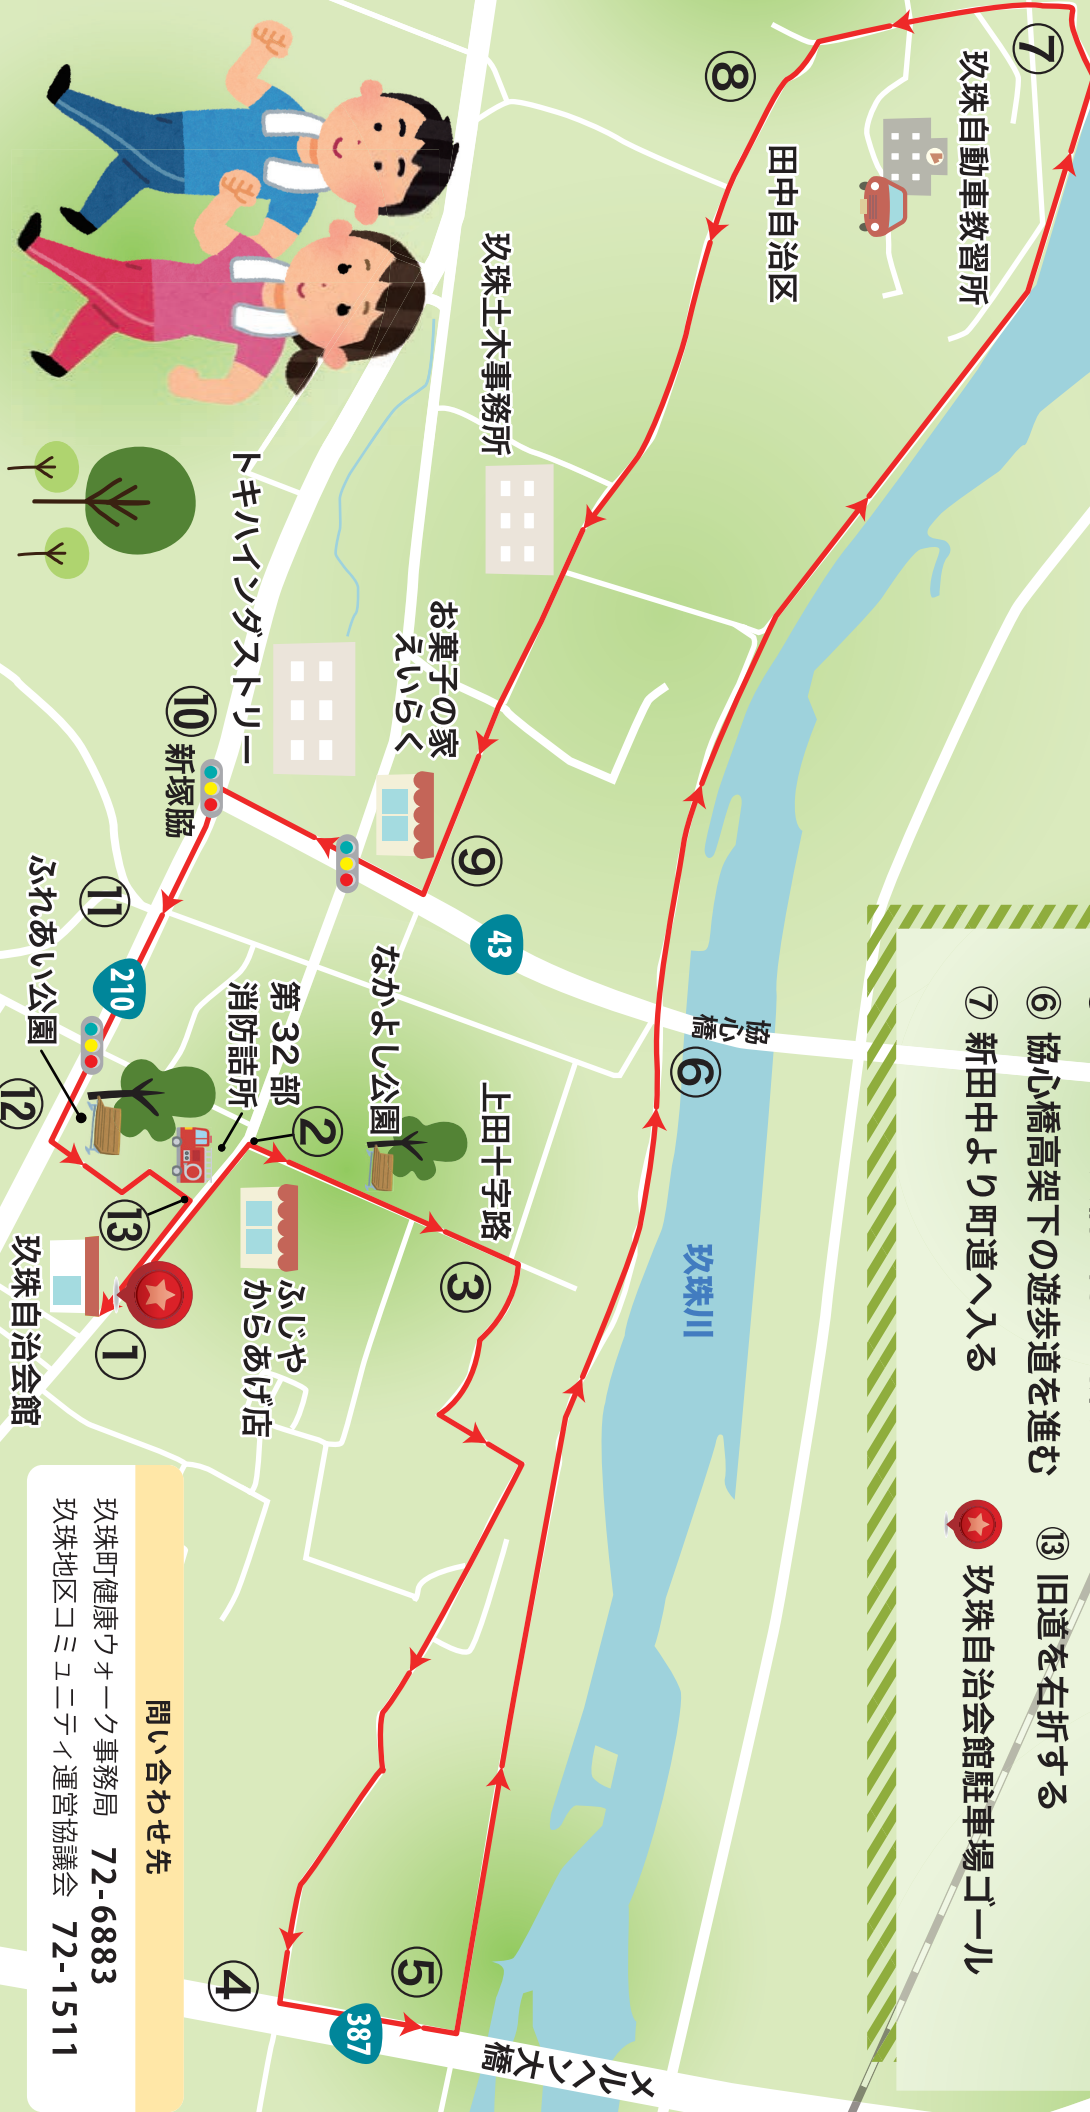 ⑥ 協心橋高架下の遊歩道を進む
⑦ 新田中より町道へ入る
⑬ 旧道を右折する
玖珠自治会館駐車場ゴール
⑦
玖珠自動車教習所
⑧
田中自治区
玖珠土木事務所
お菓子の家
えいらく
トキハインダストリー
⑩
新塚脇
⑨
43
協心橋
⑥
玖珠川
⑪
210
ふれあい公園
⑫
第32部
消防詰所
なかよし公園
②
上田十字路
③
⑬
①
ふじや
からあげ店
玖珠自治会館
④
⑤
387
メルヘン大橋
問い合わせ先
玖珠町健康ウォーク事務局 72-6883
玖珠地区コミュニティ運営協議会 72-1511